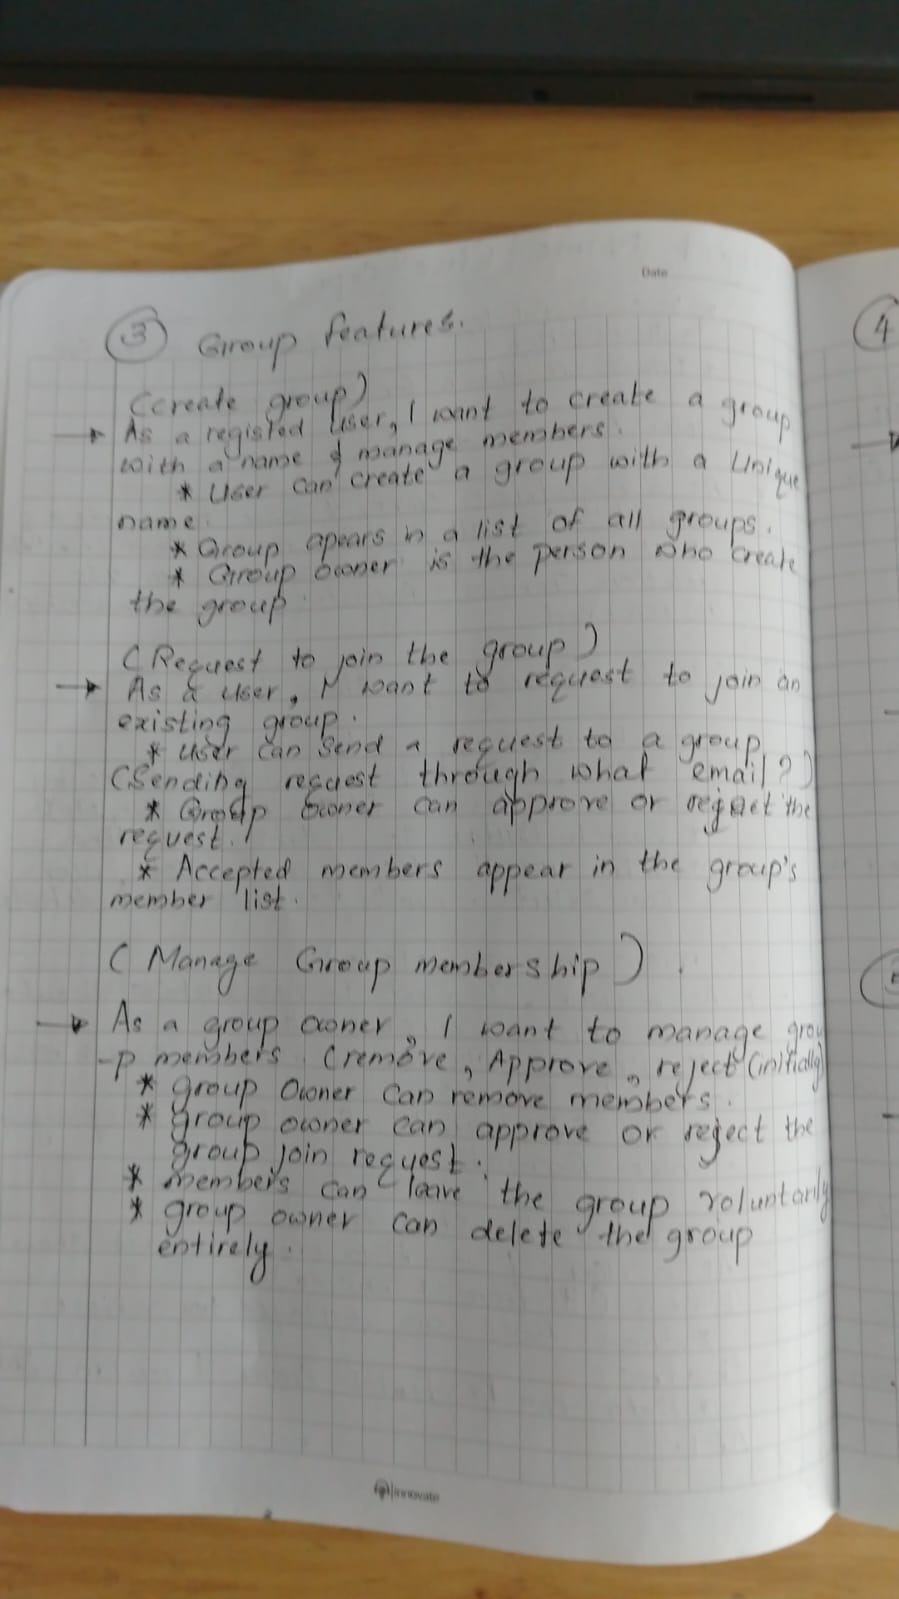 Date
3 Group features.
(create group)
→ As a registed user, I want to create a group
with a name & manage members.
* User can create a group with a unique
name.
* Group apears in a list of all groups.
* Group owner is the person who create
the group
(Request to join the group)
→ As a user, I want to request to join an
existing group.
* user can send a request to a group
(Sending request through what email?)
* Group owner can approve or reject the
request.
* Accepted members appear in the group's
member list.
(Manage Group membership).
→ As a group owner, I want to manage grou
-p members (remove, Approve, reject (initially)
* group owner can remove members.
* group owner can approve or reject the
group join request.
* members can leave the group voluntarily
* group owner can delete the group
entirely.
innovate
4